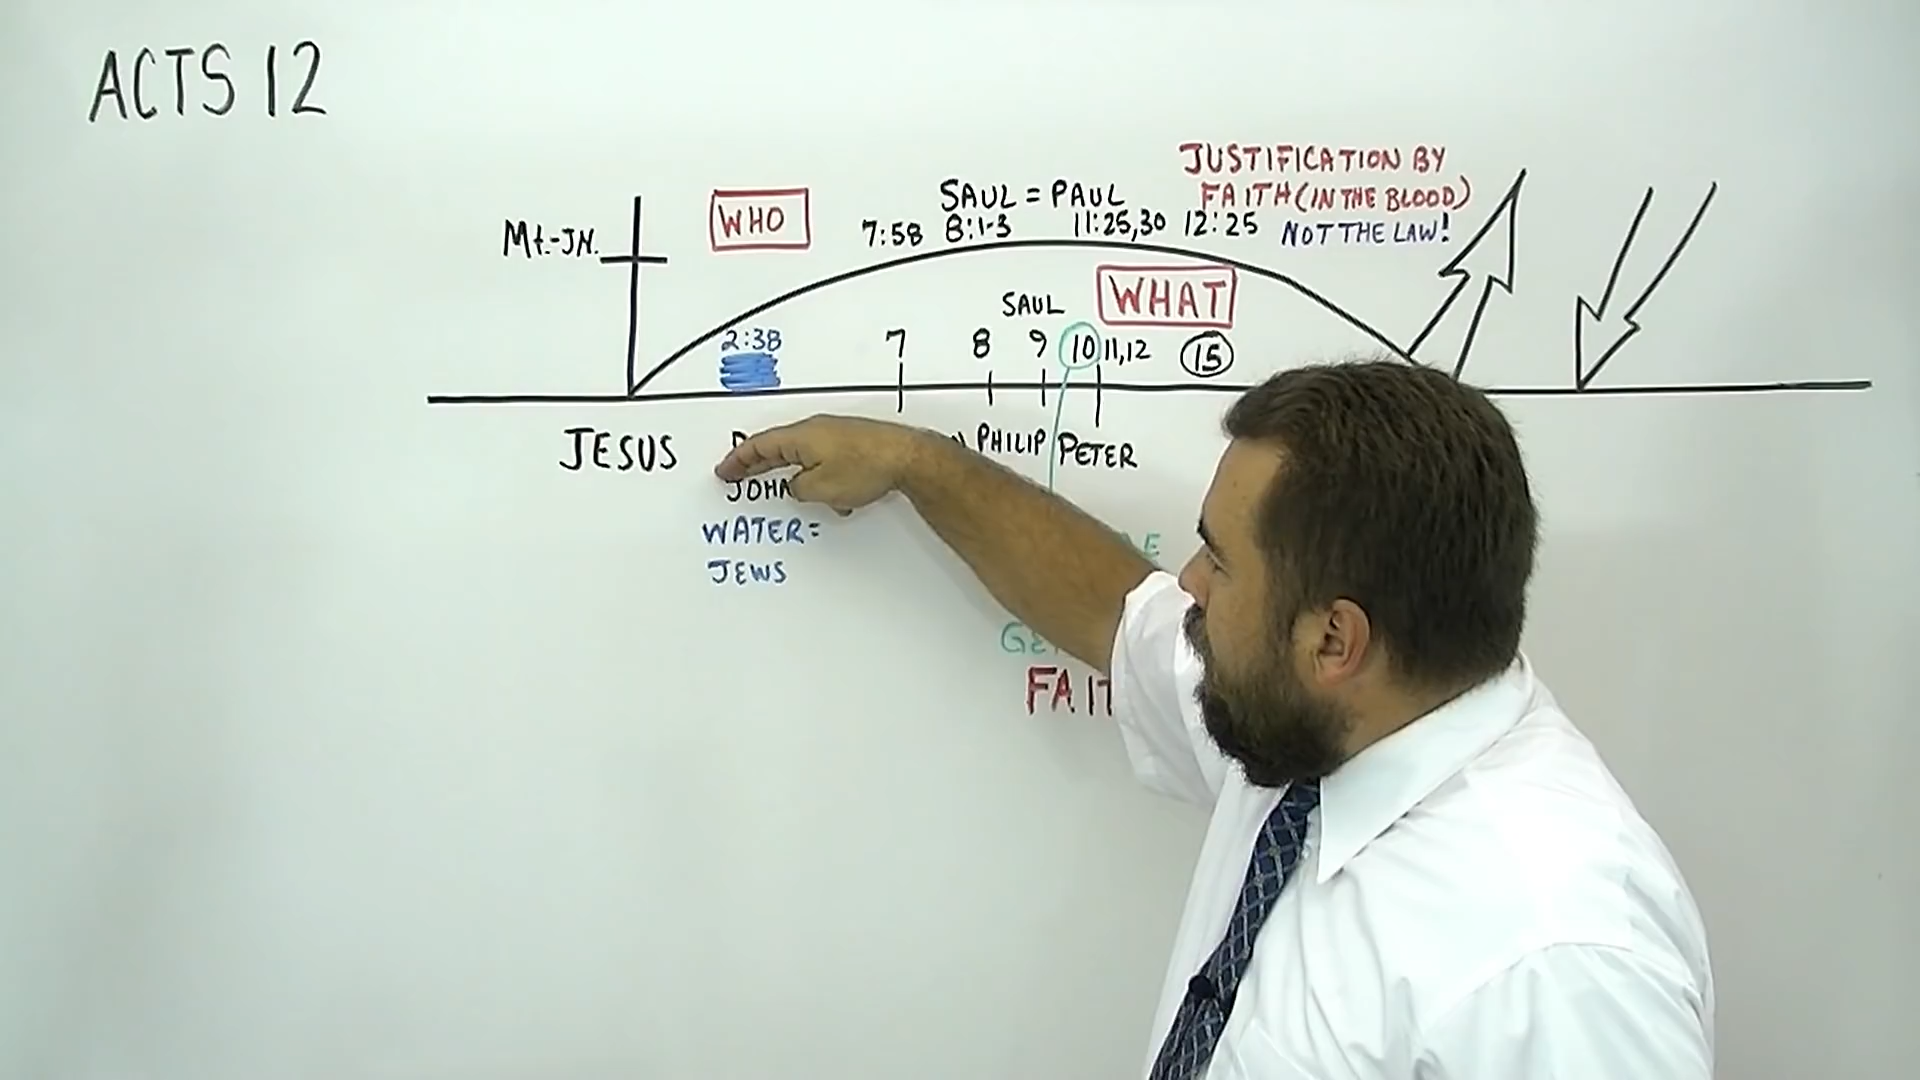 ACTS 12
JUSTIFICATION BY
FAITH (IN THE BLOOD)
NOT THE LAW!
SAUL = PAUL
7:58 8:1-3 11:25,30 12:25
WHO
Mt.-JN.
WHAT
SAUL
2:38 7 8 9 10 11,12 15
JESUS PHILIP PETER
WATER=
JEWS